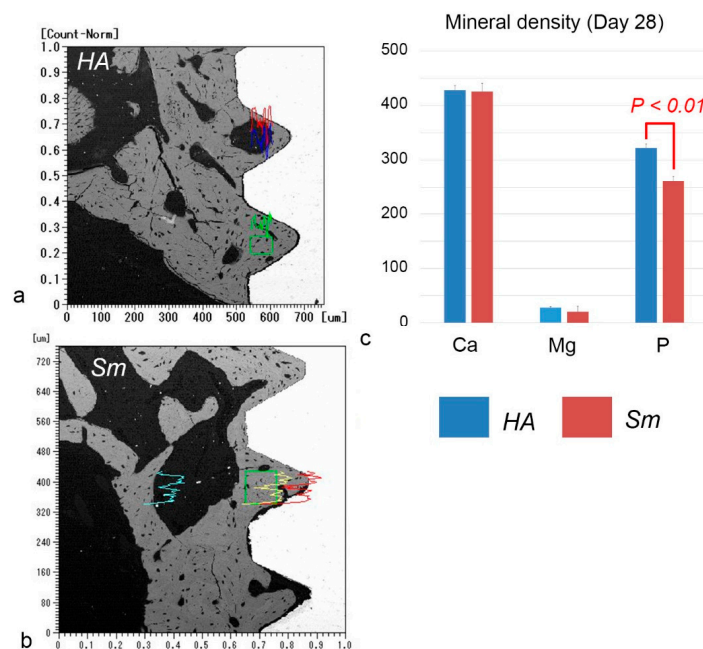 [Count-Norm]
HA
1.0
0.9
0.8
0.7
0.6
0.5
0.4
0.3
0.2
0.1
0
0 100 200 300 400 500 600 700 [um]
a
[um]
Sm
720
640
560
480
400
320
240
160
80
0
0 0.1 0.2 0.3 0.4 0.5 0.6 0.7 0.8 0.9 1.0
b
Mineral density (Day 28)
500
400
300
200
100
00
P < 0.01
c
Ca Mg P
HA Sm